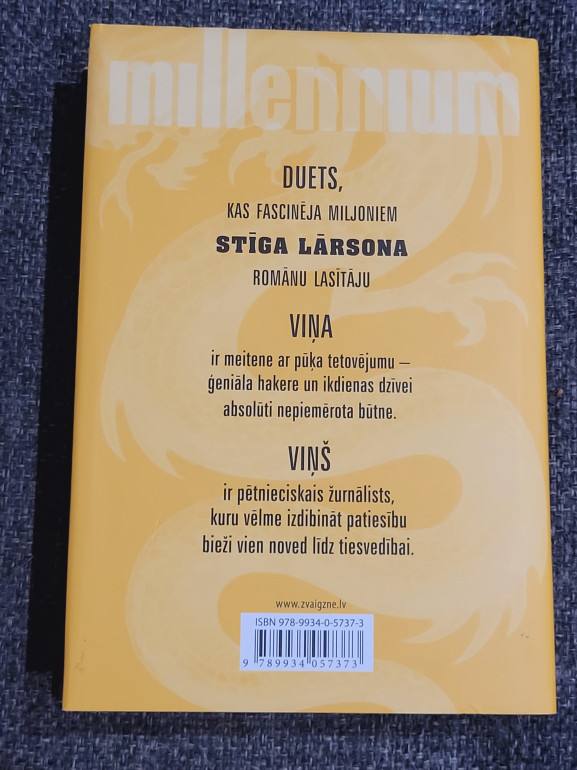 millennium
DUETS,
KAS FASCINĒJA MILJONIEM
STĪGA LĀRSONA
ROMĀNU LASĪTĀJU
VIŅA
ir meitene ar pūķa tetovējumu –
ģeniāla hakere un ikdienas dzīvei
absolūti nepiemērota būtne.
VIŅŠ
ir pētnieciskais žurnālists,
kuru vēlme izdibināt patiesību
bieži vien noved līdz tiesvedībai.
www.zvaigzne.lv
ISBN 978-9934-0-5737-3
9 789934 057373